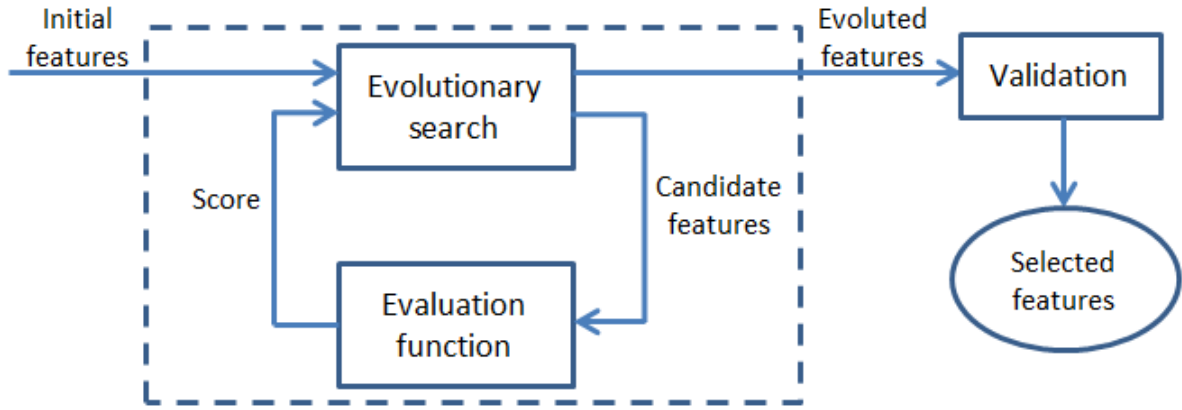 Initial
features
Evolutionary
search
Evoluted
features
Validation
Score
Candidate
features
Evaluation
function
Selected
features